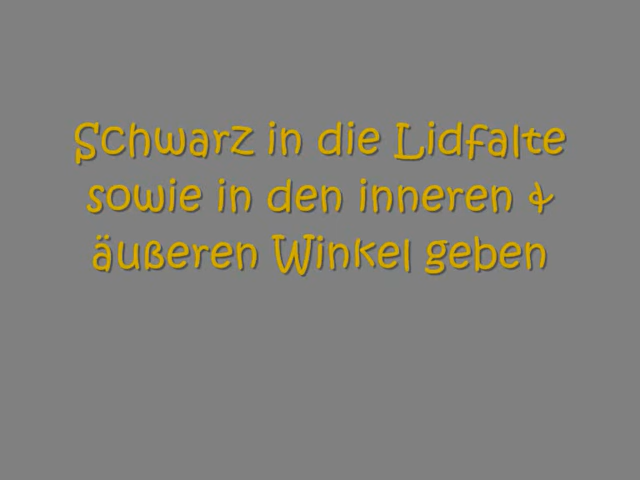 Schwarz in die Lidfalte
sowie in den inneren &
äußeren Winkel geben